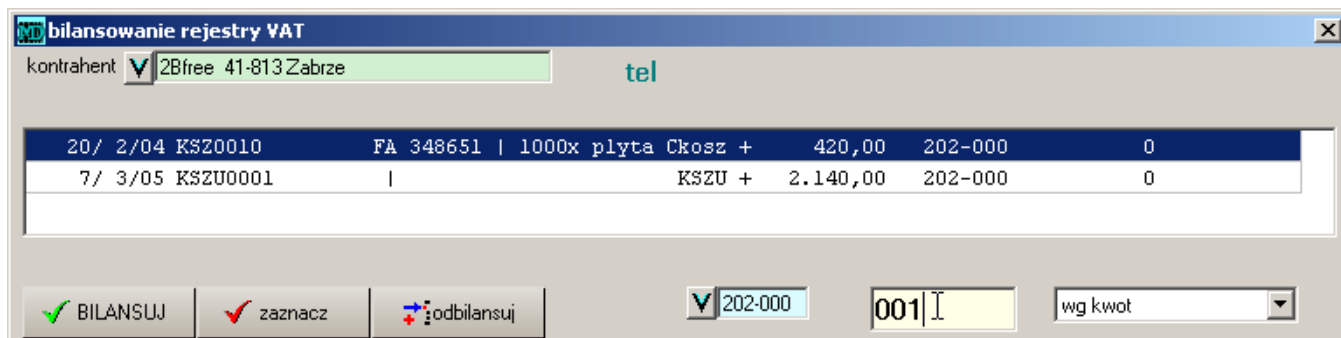 MD bilansowanie rejestry VAT
kontrahent V 2Bfree 41-813 Zabrze tel
20/ 2/04 KSZ0010 FA 348651 | 1000x plyta Ckosz + 420,00 202-000 0
7/ 3/05 KSZU0001 | KSZU + 2.140,00 202-000 0
BILANSUJ zaznacz odbilansuj V 202-000 001 wg kwot